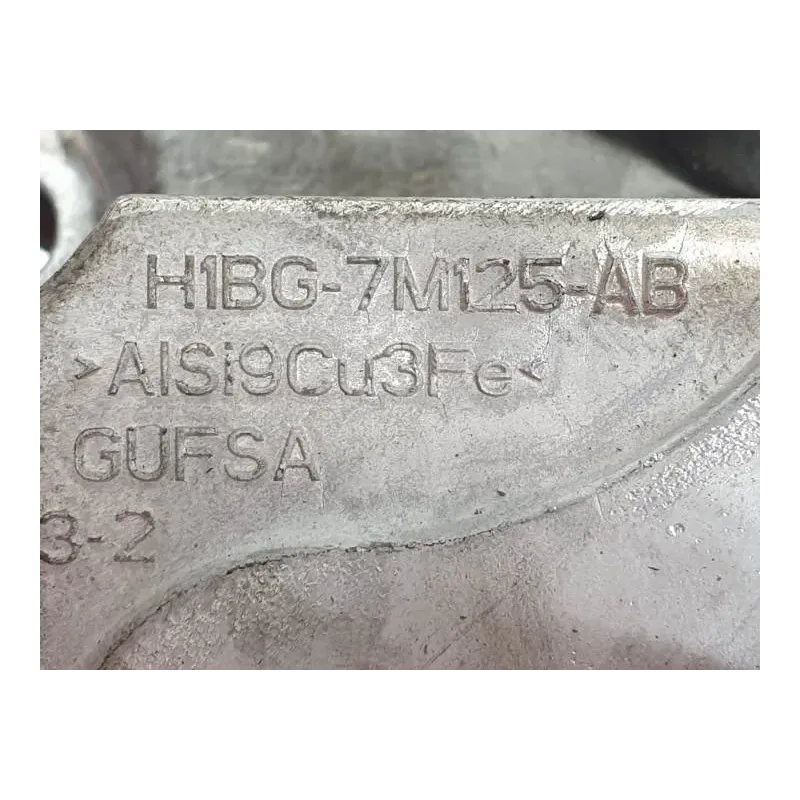 H1BG-7M125-AB
>AlSi9Cu3Fe<
GUFSA
3-2